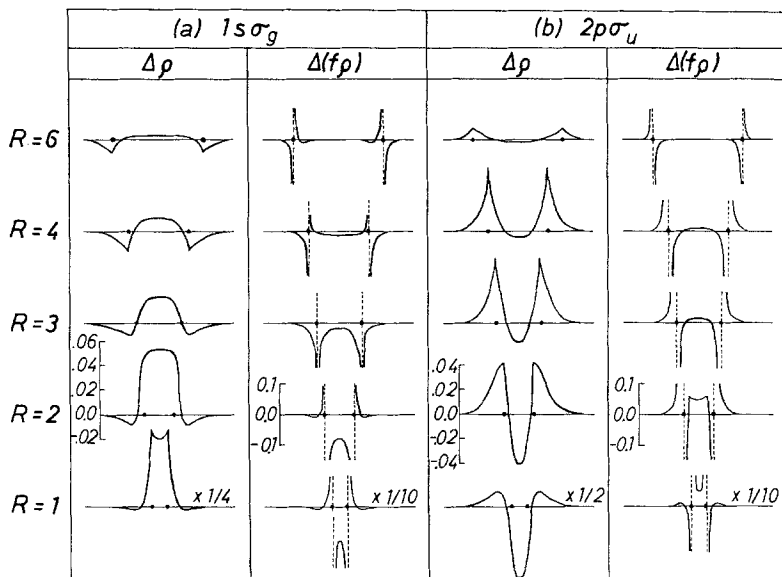 (a) 1sσg (b) 2pσu
Δρ Δ(fρ) Δρ Δ(fρ)
R=6
R=4
R=3
.06
.04 0.1 .04 0.1
.02 .02
R=2 0.0 0.0 0.0 0.0
-.02 -0.1 -.02 -0.1
-.04
R=1 x 1/4 x 1/10 x 1/2 x 1/10